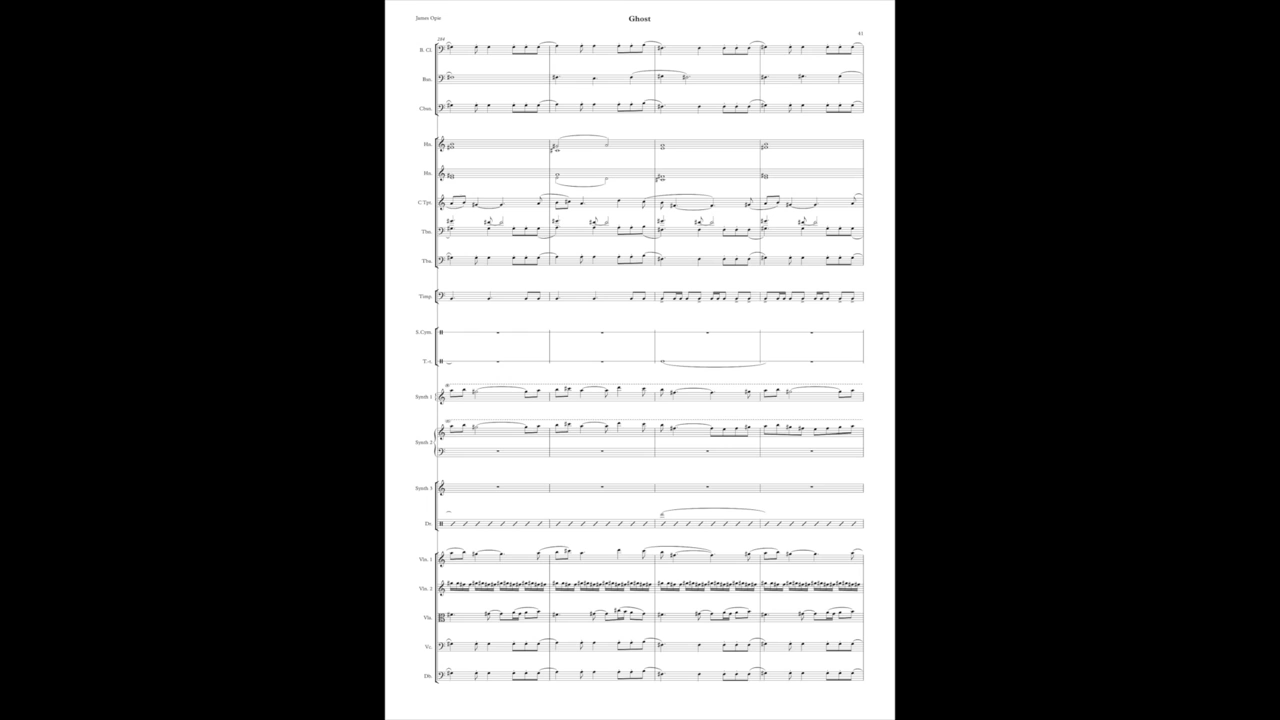 James Opie
Ghost
41
204
B. Cl.
Bsn.
Cbsn.
Hn.
Hn.
C Tpt.
Tbn.
Tba.
Timp.
S.Cym.
T.-t.
Synth 1
Synth 2
Synth 3
Dr.
Vln. 1
Vln. 2
Vla.
Vc.
Db.